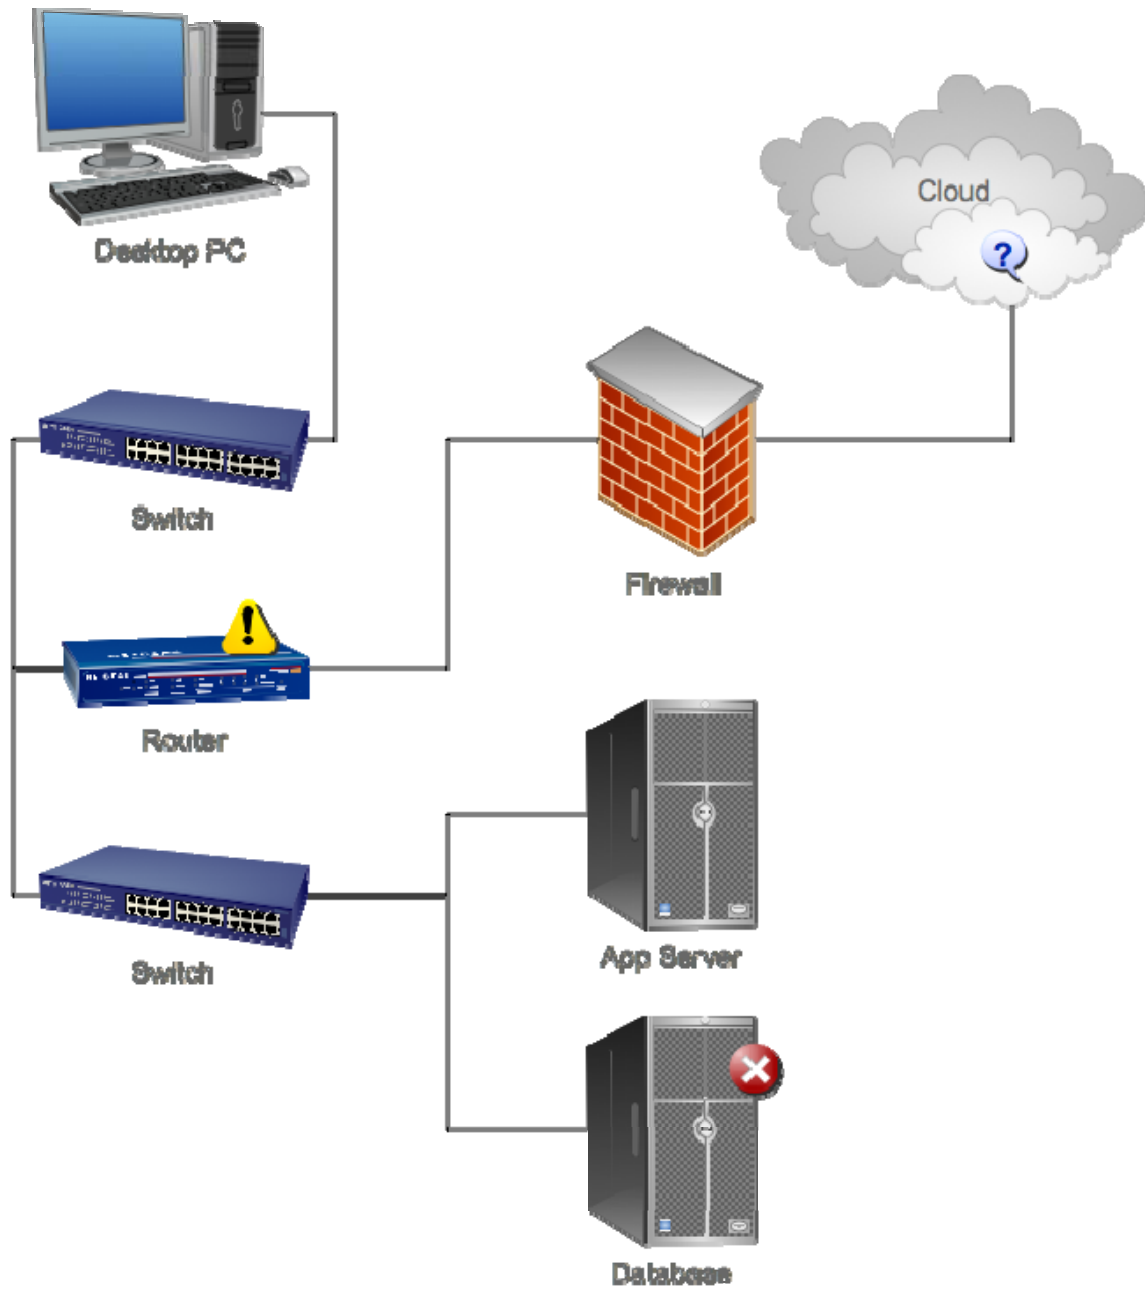 Desktop PC
Cloud
?
Switch
Firewall
!
Router
App Server
Switch
Database